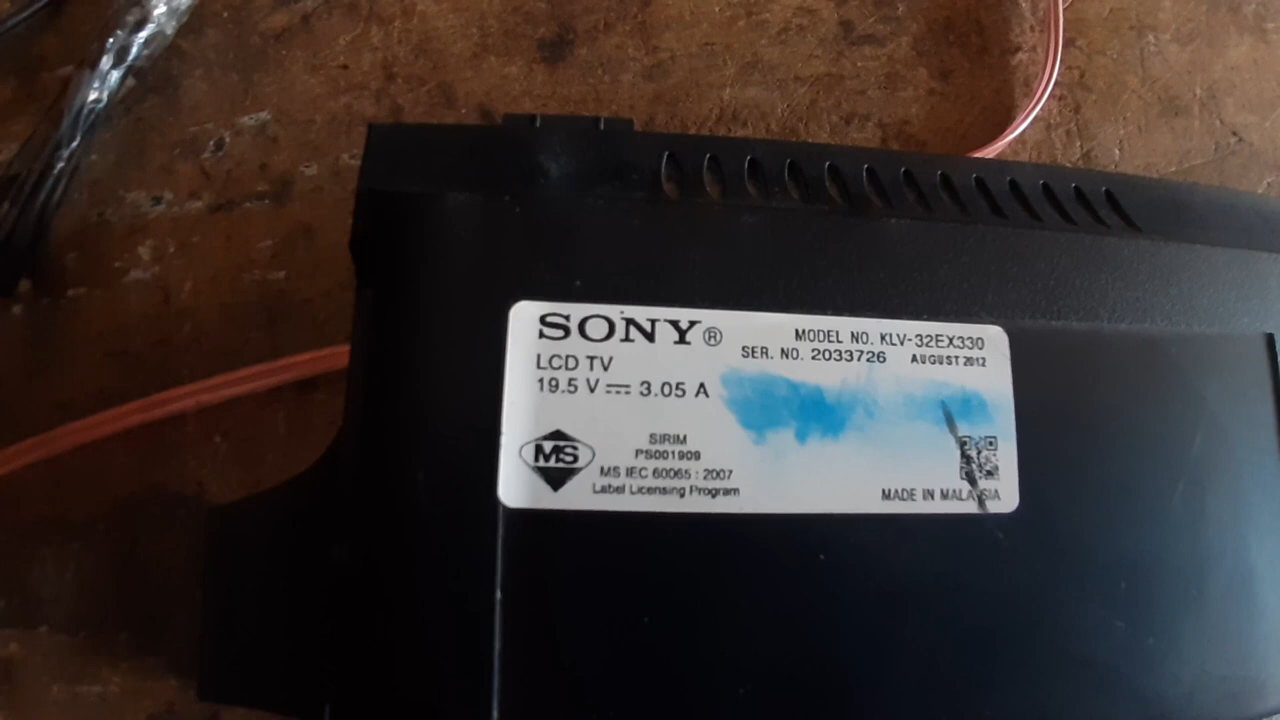 SONY®
MODEL NO. KLV-32EX330
LCD TV
SER. NO. 2033726 AUGUST 2012
19.5 V ⎓ 3.05 A
MS
SIRIM
PS001909
MS IEC 60065 : 2007
Label Licensing Program
MADE IN MALAYSIA